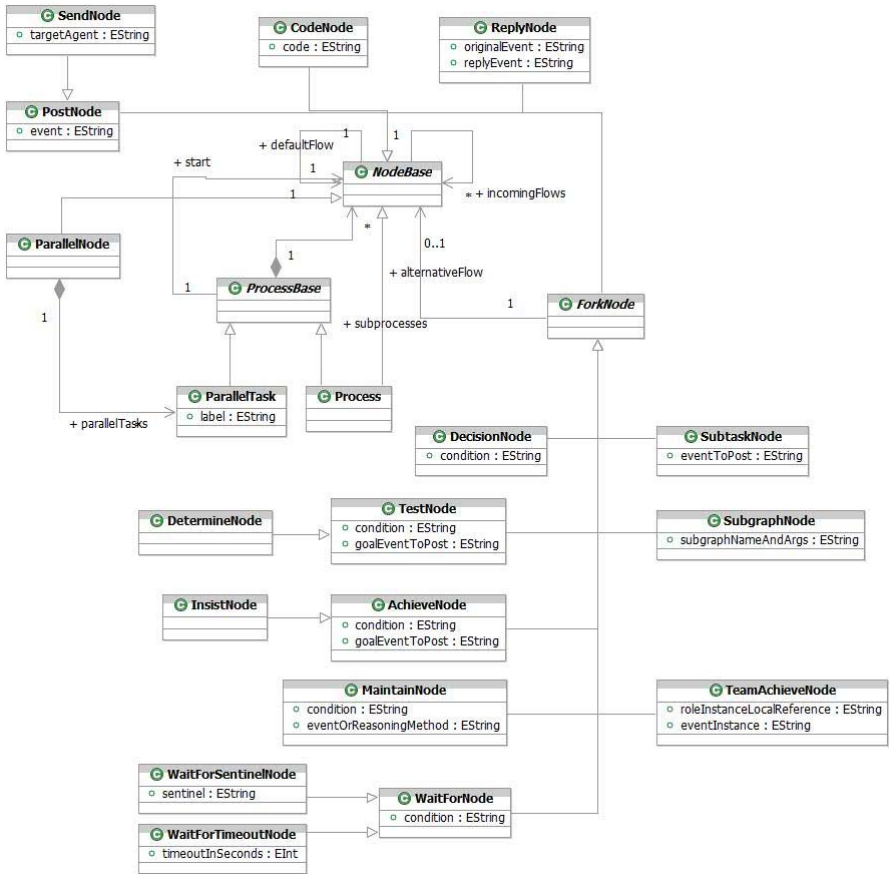 SendNode
targetAgent : EString
CodeNode
code : EString
ReplyNode
originalEvent : EString
replyEvent : EString
PostNode
event : EString
1
1
+ defaultFlow
+ start
1
NodeBase
1
* + incomingFlows
ParallelNode
*
0..1
1
+ alternativeFlow
ProcessBase
1
1
ForkNode
1
+ subprocesses
ParallelTask
label : EString
Process
+ parallelTasks
DecisionNode
condition : EString
SubtaskNode
eventToPost : EString
DetermineNode
TestNode
condition : EString
goalEventToPost : EString
SubgraphNode
subgraphNameAndArgs : EString
InsistNode
AchieveNode
condition : EString
goalEventToPost : EString
MaintainNode
condition : EString
eventOrReasoningMethod : EString
TeamAchieveNode
roleInstanceLocalReference : EString
eventInstance : EString
WaitForSentinelNode
sentinel : EString
WaitForNode
condition : EString
WaitForTimeoutNode
timeoutInSeconds : EInt